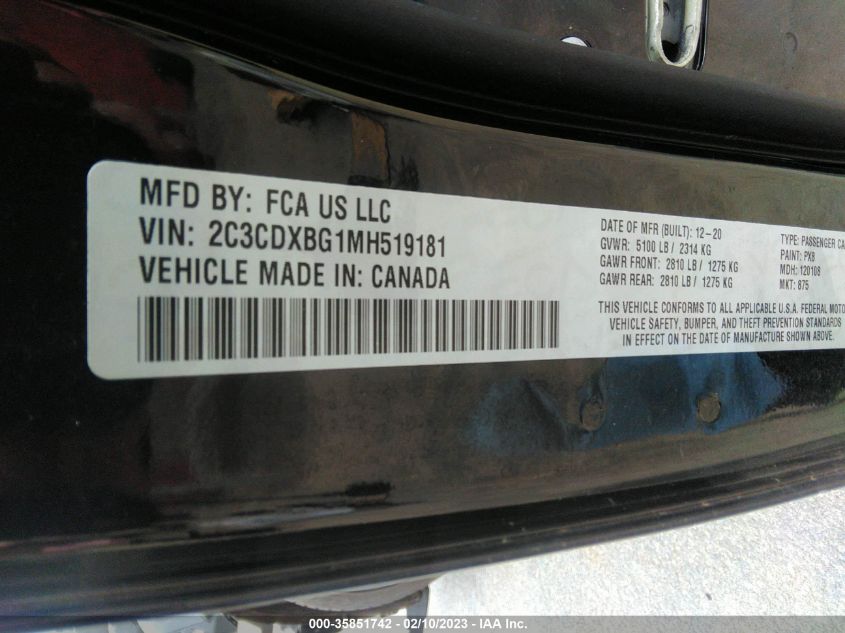 MFD BY: FCA US LLC
VIN: 2C3CDXBG1MH519181
VEHICLE MADE IN: CANADA
DATE OF MFR (BUILT): 12-20
GVWR: 5100 LB / 2314 KG
GAWR FRONT: 2810 LB / 1275 KG
GAWR REAR: 2810 LB / 1275 KG
TYPE: PASSENGER CA
PAINT: PX8
MDH: 120108
MKT: 875
THIS VEHICLE CONFORMS TO ALL APPLICABLE U.S.A. FEDERAL MOTO
VEHICLE SAFETY, BUMPER, AND THEFT PREVENTION STANDARDS
IN EFFECT ON THE DATE OF MANUFACTURE SHOWN ABOVE.
000-35851742 — 02/10/2023 — IAA Inc.